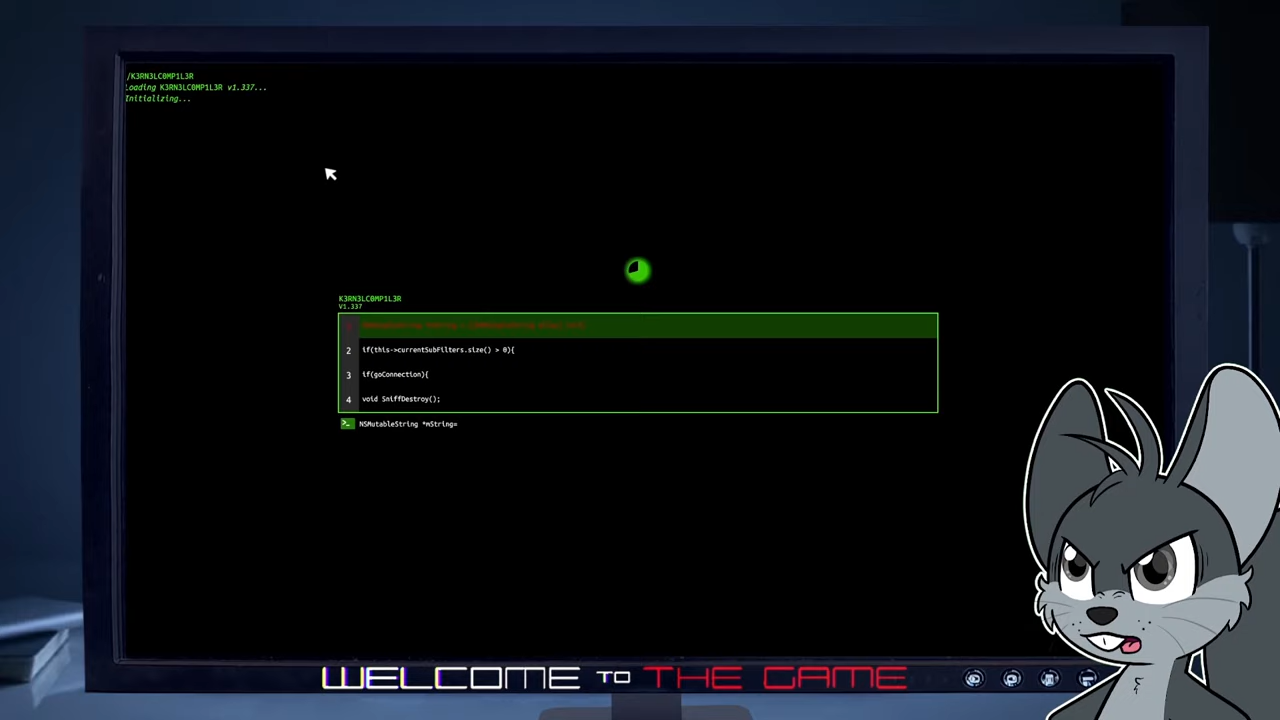 /K3RN3LC0MP1L3R
Loading K3RN3LC0MP1L3R v1.337...
Initializing...
K3RN3LC0MP1L3R
V1.337
1
2 if(this->currentSubFilters.size() > 0){
3 if(goConnection){
4 void SniffDestroy();
>_ NSMutableString *mString=
WELCOME TO THE GAME